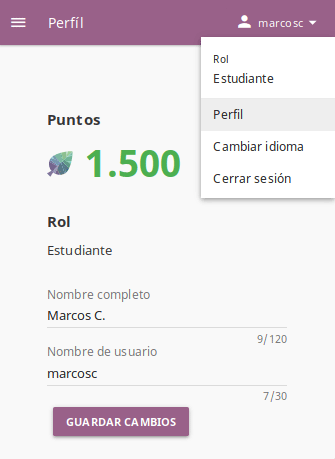 Perfíl
marcosc
Rol
Estudiante
Perfil
Cambiar idioma
Cerrar sesión
Puntos
1.500
Rol
Estudiante
Nombre completo
Marcos C.
9/120
Nombre de usuario
marcosc
7/30
GUARDAR CAMBIOS